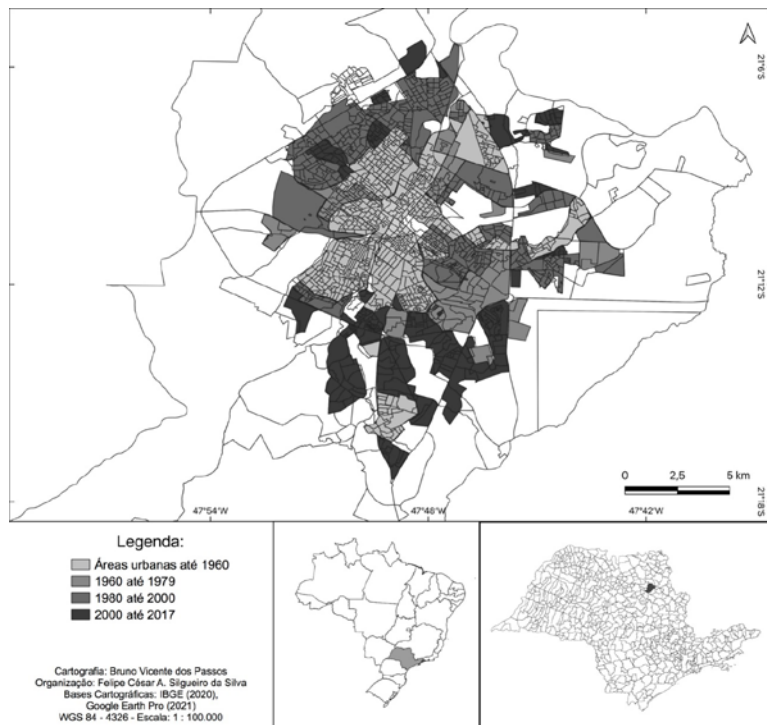 21°6'S
21°12'S
0 2,5 5 km
47°54'W 47°48'W 47°42'W 21°18'S
Legenda:
Áreas urbanas até 1960
1960 até 1979
1980 até 2000
2000 até 2017
Cartografia: Bruno Vicente dos Passos
Organização: Felipe César A. Silgueiro da Silva
Bases Cartográficas: IBGE (2020),
Google Earth Pro (2021)
WGS 84 - 4326 - Escala: 1 : 100.000